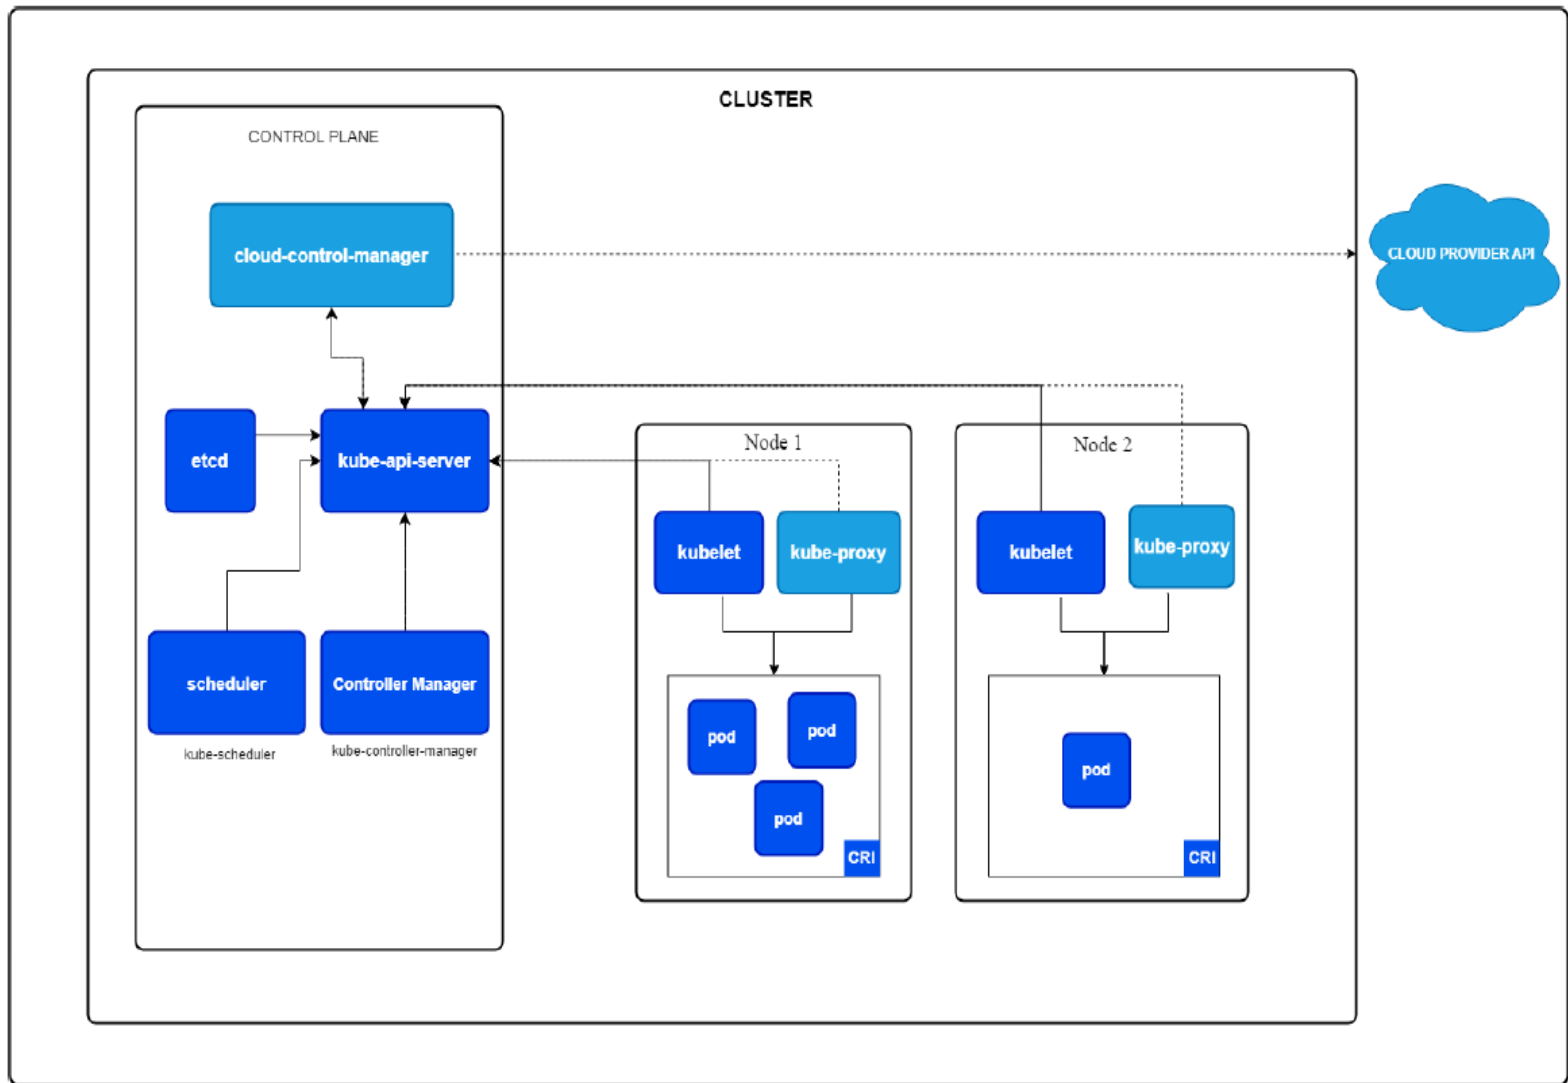 CLUSTER
CONTROL PLANE
cloud-control-manager
CLOUD PROVIDER API
etcd
kube-api-server
scheduler
kube-scheduler
Controller Manager
kube-controller-manager
Node 1
kubelet
kube-proxy
pod
pod
pod
CRI
Node 2
kubelet
kube-proxy
pod
CRI